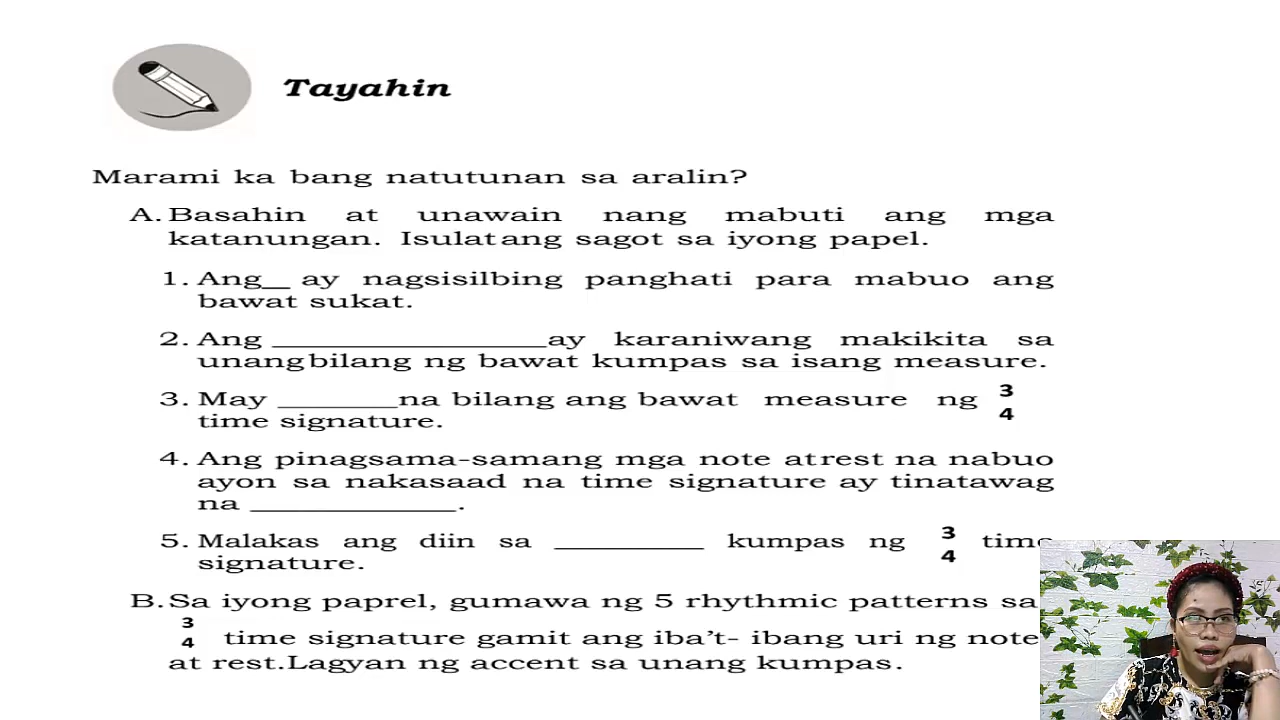 Tayahin
Marami ka bang natutunan sa aralin?
A. Basahin at unawain nang mabuti ang mga
katanungan. Isulat ang sagot sa iyong papel.
1. Ang__ ay nagsisilbing panghati para mabuo ang
bawat sukat.
2. Ang __________________ay karaniwang makikita sa
unang bilang ng bawat kumpas sa isang measure.
3. May ________na bilang ang bawat measure ng 3/4
time signature.
4. Ang pinagsama-samang mga note at rest na nabuo
ayon sa nakasaad na time signature ay tinatawag
na ______________.
5. Malakas ang diin sa __________ kumpas ng 3/4 time
signature.
B. Sa iyong paprel, gumawa ng 5 rhythmic patterns sa
3/4 time signature gamit ang iba't- ibang uri ng note
at rest.Lagyan ng accent sa unang kumpas.